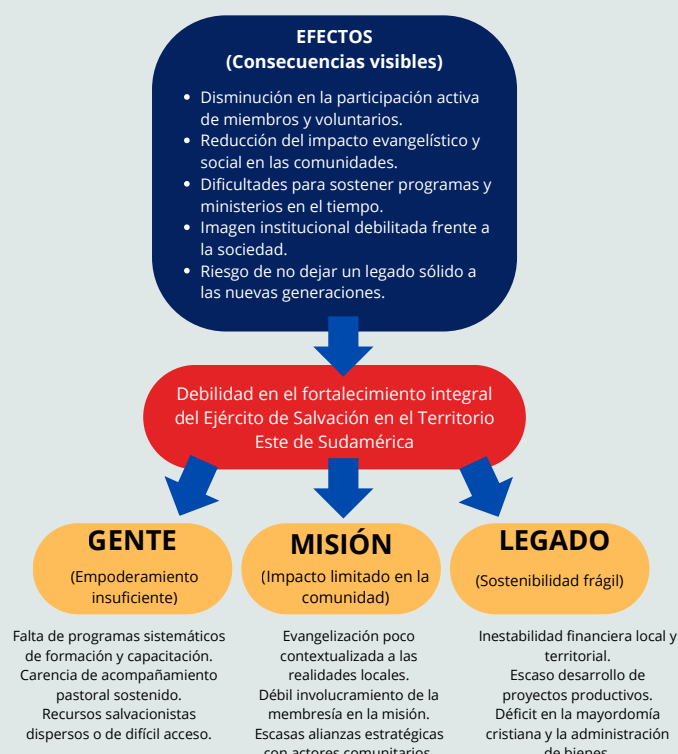 EFECTOS
(Consecuencias visibles)
• Disminución en la participación activa
de miembros y voluntarios.
• Reducción del impacto evangelístico y
social en las comunidades.
• Dificultades para sostener programas y
ministerios en el tiempo.
• Imagen institucional debilitada frente a
la sociedad.
• Riesgo de no dejar un legado sólido a
las nuevas generaciones.
Debilidad en el fortalecimiento integral
del Ejército de Salvación en el Territorio
Este de Sudamérica
GENTE
(Empoderamiento
insuficiente)
Falta de programas sistemáticos
de formación y capacitación.
Carencia de acompañamiento
pastoral sostenido.
Recursos salvacionistas
dispersos o de difícil acceso.
MISIÓN
(Impacto limitado en la
comunidad)
Evangelización poco
contextualizada a las
realidades locales.
Débil involucramiento de la
membresía en la misión.
Escasas alianzas estratégicas
con actores comunitarios
LEGADO
(Sostenibilidad frágil)
Inestabilidad financiera local y
territorial.
Escaso desarrollo de
proyectos productivos.
Déficit en la mayordomía
cristiana y la administración
de bienes